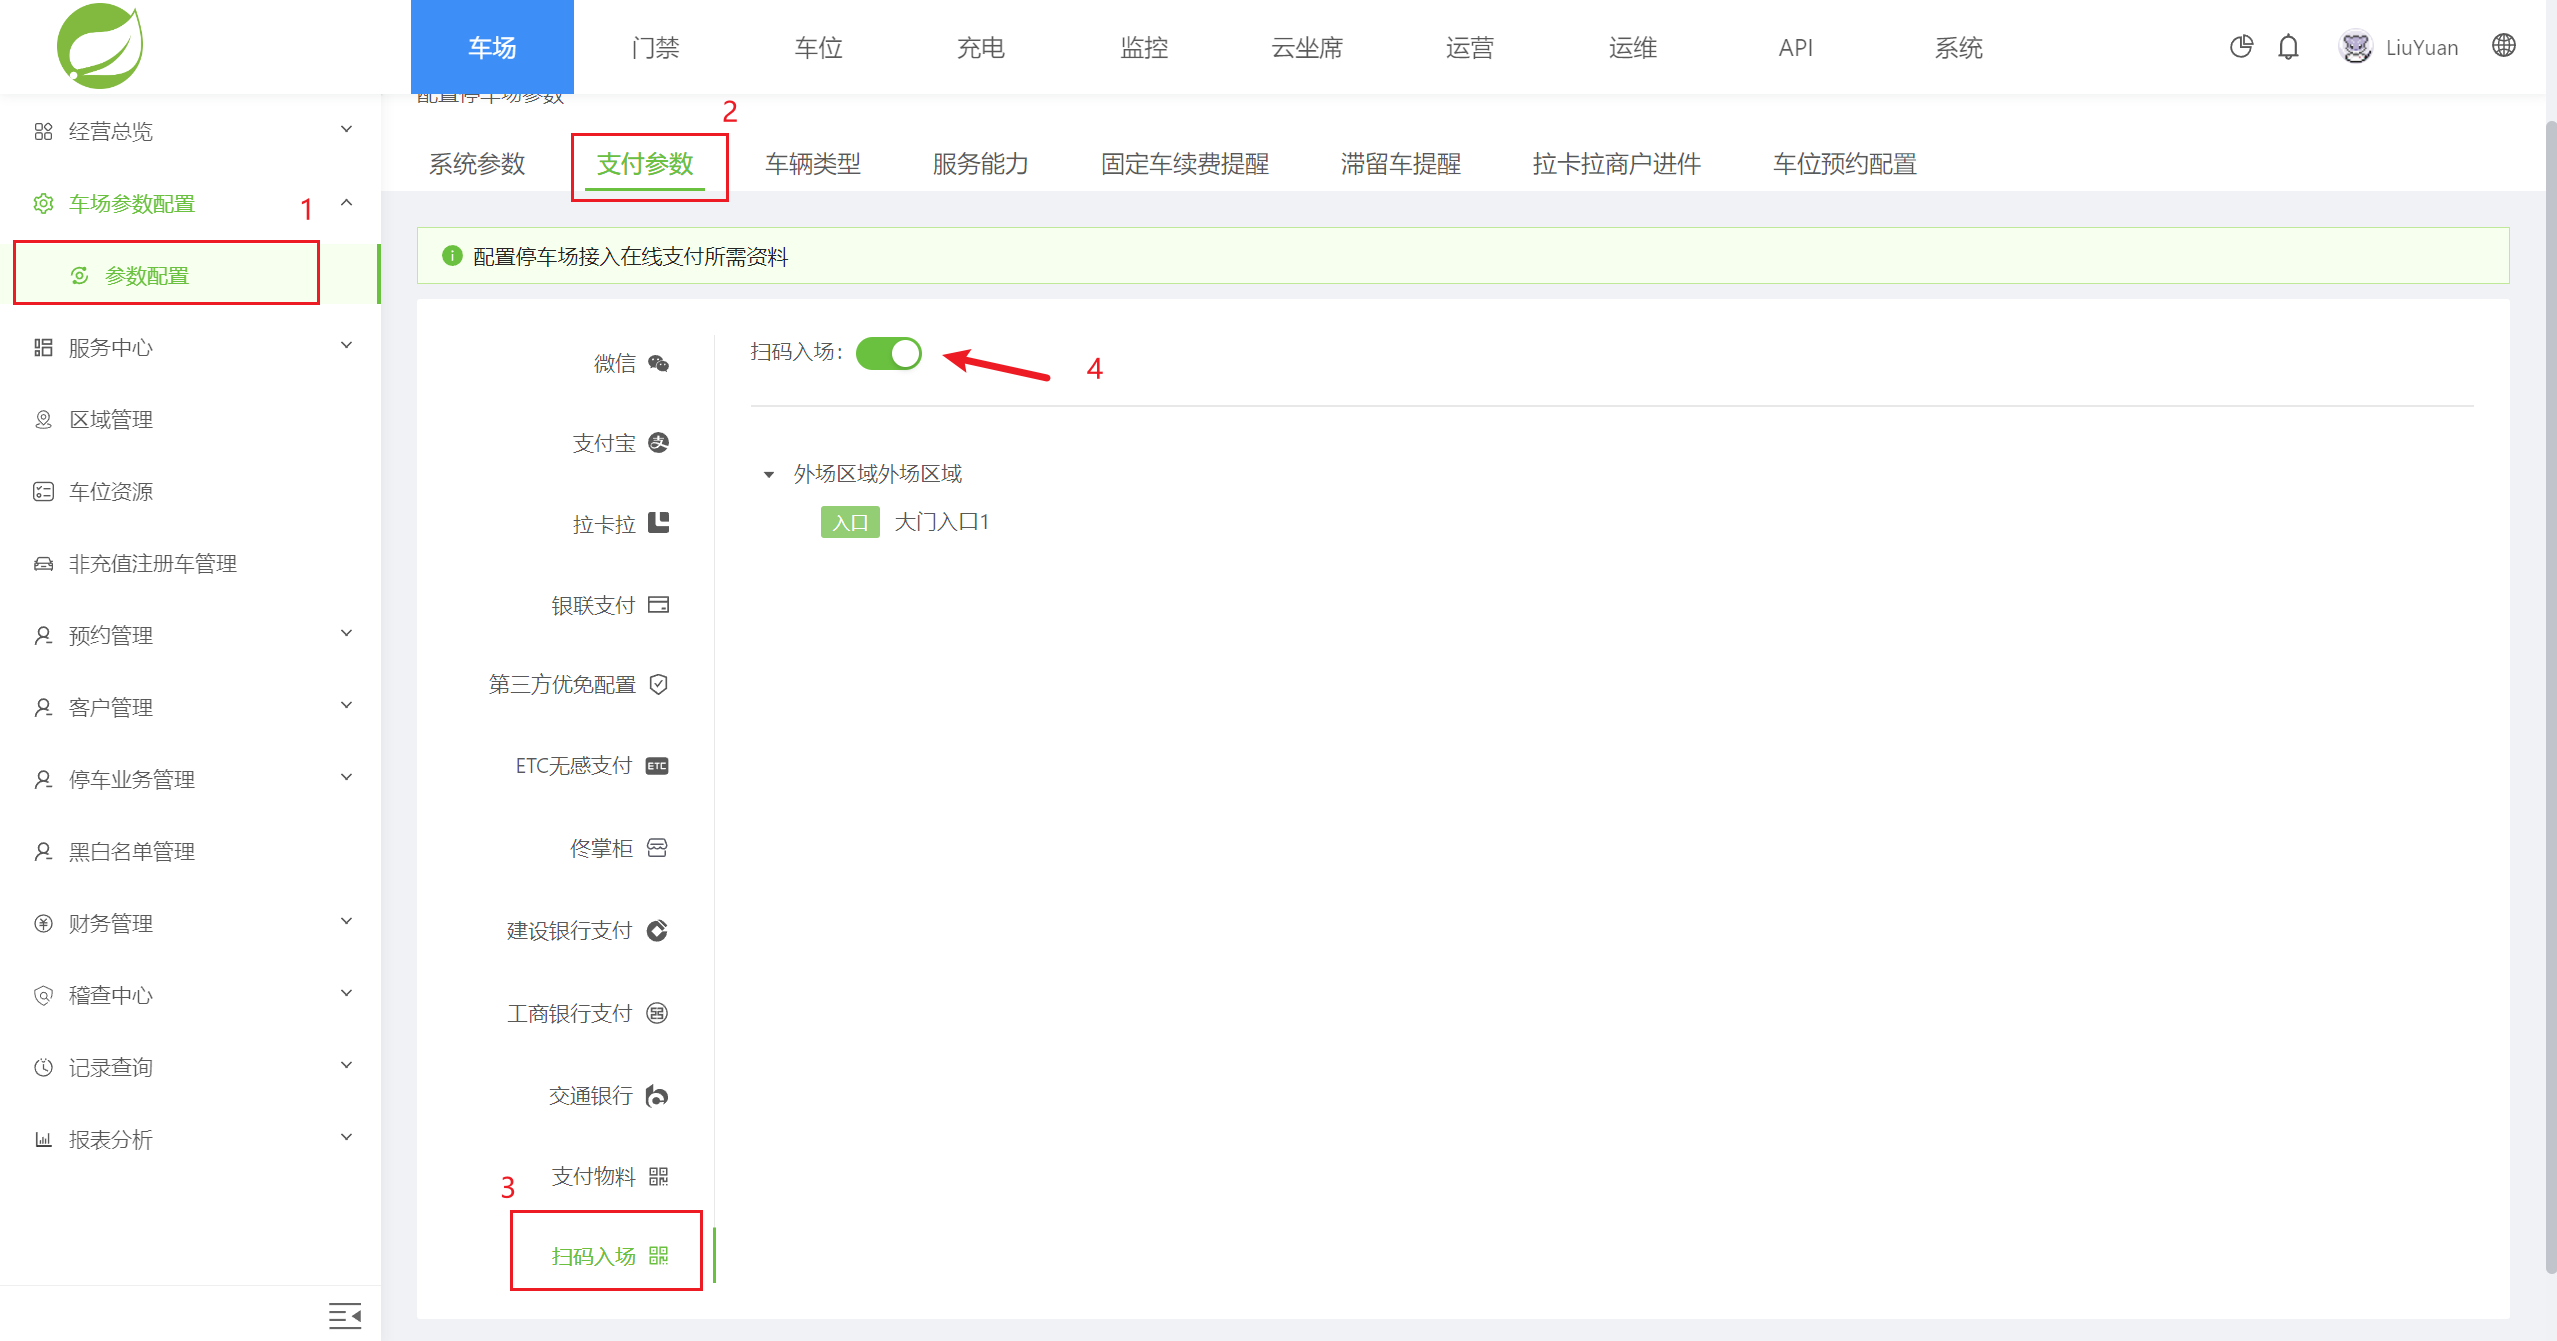 车场 门禁 车位 充电 监控 云坐席 运营 运维 API 系统 LiuYuan
配置停车场参数
2
系统参数 支付参数 车辆类型 服务能力 固定车续费提醒 滞留车提醒 拉卡拉商户进件 车位预约配置
经营总览
车场参数配置 1
参数配置
服务中心
区域管理
车位资源
非充值注册车管理
预约管理
客户管理
停车业务管理
黑白名单管理
财务管理
稽查中心
记录查询
报表分析
配置停车场接入在线支付所需资料
微信
支付宝
拉卡拉
银联支付
第三方优免配置
ETC无感支付 ETC
佟掌柜
建设银行支付
工商银行支付
交通银行
支付物料
3
扫码入场
扫码入场：
4
外场区域外场区域
入口 大门入口1